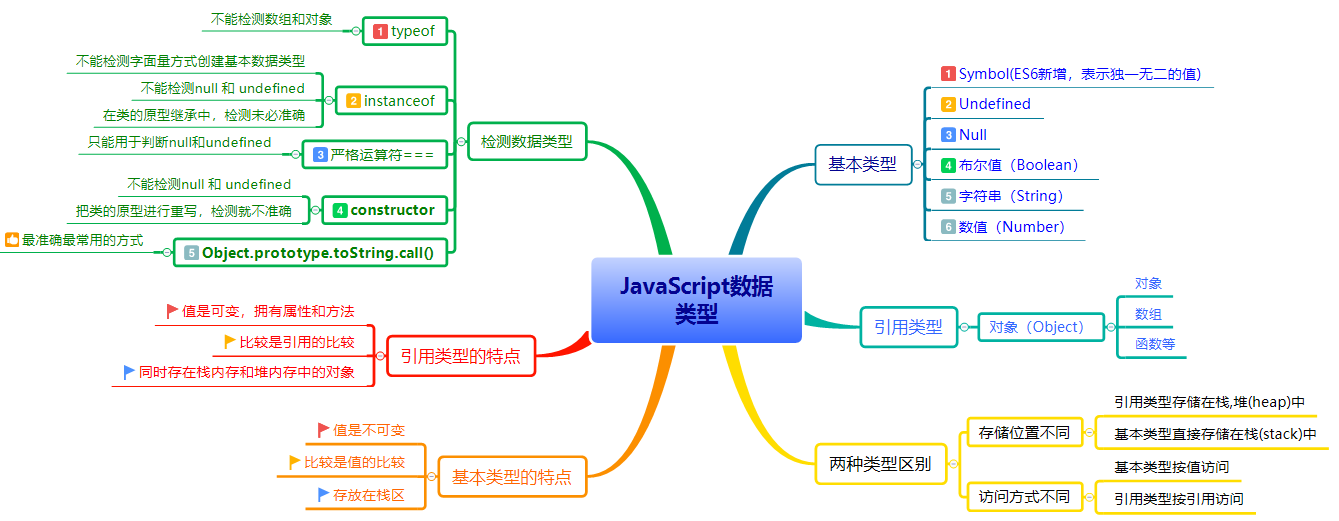 JavaScript数据
类型
基本类型
1 Symbol(ES6新增，表示独一无二的值)
2 Undefined
3 Null
4 布尔值（Boolean）
5 字符串（String）
6 数值（Number）
引用类型
对象（Object）
对象
数组
函数等
两种类型区别
存储位置不同
引用类型存储在栈,堆(heap)中
基本类型直接存储在栈(stack)中
访问方式不同
基本类型按值访问
引用类型按引用访问
检测数据类型
1 typeof
不能检测数组和对象
2 instanceof
不能检测字面量方式创建基本数据类型
不能检测null 和 undefined
在类的原型继承中，检测未必准确
3 严格运算符===
只能用于判断null和undefined
4 constructor
不能检测null 和 undefined
把类的原型进行重写，检测就不准确
5 Object.prototype.toString.call()
最准确最常用的方式
引用类型的特点
值是可变，拥有属性和方法
比较是引用的比较
同时存在栈内存和堆内存中的对象
基本类型的特点
值是不可变
比较是值的比较
存放在栈区